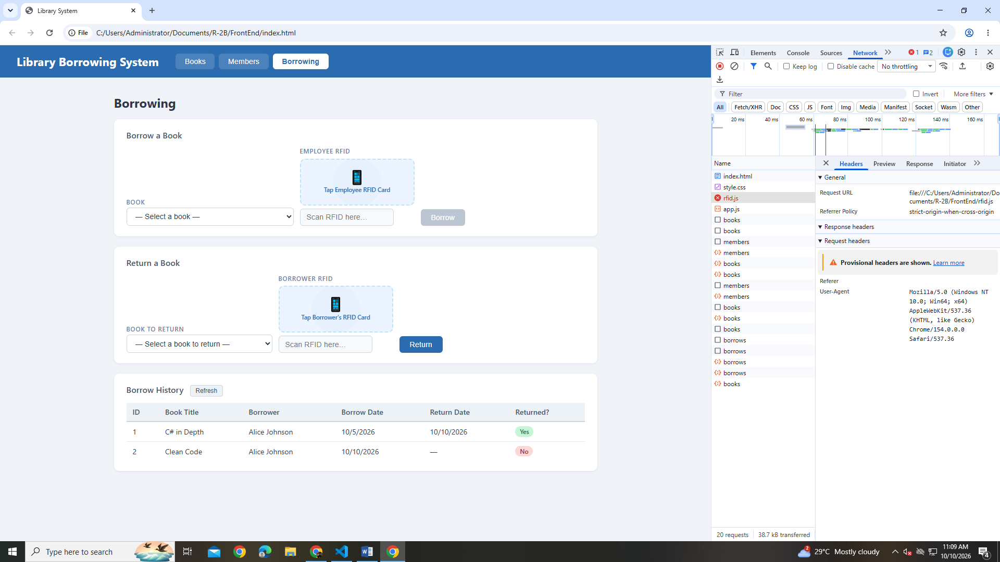 Library System
File
C:/Users/Administrator/Documents/R-2B/FrontEnd/index.html
Library Borrowing System
Books
Members
Borrowing
Borrowing
Borrow a Book
EMPLOYEE RFID
Tap Employee RFID Card
BOOK
— Select a book —
Scan RFID here...
Borrow
Return a Book
BORROWER RFID
Tap Borrower's RFID Card
BOOK TO RETURN
— Select a book to return —
Scan RFID here...
Return
Borrow History
Refresh
ID Book Title Borrower Borrow Date Return Date Returned?
1 C# in Depth Alice Johnson 10/5/2026 10/10/2026 Yes
2 Clean Code Alice Johnson 10/10/2026 — No
Elements Console Sources Network 1 2
Keep log Disable cache No throttling
Filter Invert More filters
All Fetch/XHR Doc CSS JS Font Img Media Manifest Socket Wasm Other
20 ms 40 ms 60 ms 80 ms 100 ms 120 ms 140 ms 160 ms
Name
index.html
style.css
rfid.js
app.js
books
books
members
members
books
books
members
members
books
books
books
borrows
borrows
borrows
borrows
books
20 requests 38.7 kB transferred
Headers Preview Response Initiator
General
Request URL file:///C:/Users/Administrator/Do
cuments/R-2B/FrontEnd/rfid.js
Referrer Policy strict-origin-when-cross-origin
Response headers
Request headers
Provisional headers are shown. Learn more
Referer
User-Agent Mozilla/5.0 (Windows NT
10.0; Win64; x64)
AppleWebKit/537.36
(KHTML, like Gecko)
Chrome/154.0.0.0
Safari/537.36
Type here to search
2
29°C Mostly cloudy
11:09 AM
10/10/2026
4